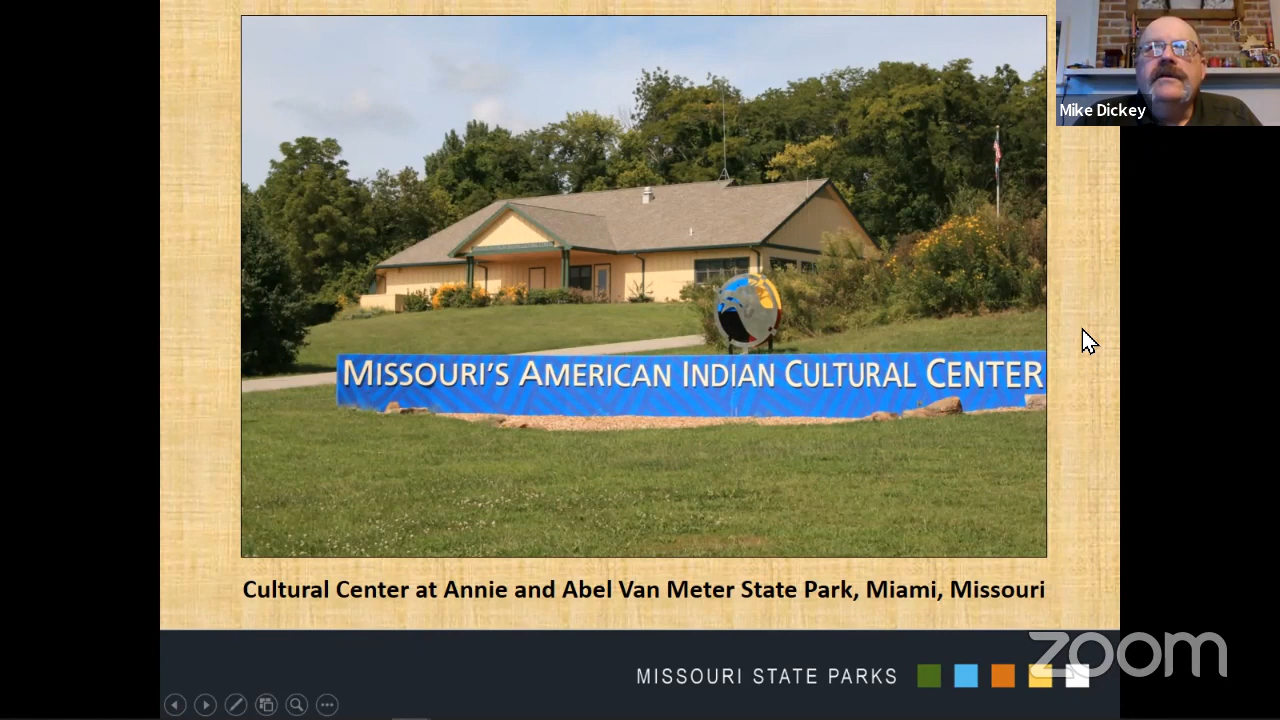 Mike Dickey
MISSOURI'S AMERICAN INDIAN CULTURAL CENTER
Cultural Center at Annie and Abel Van Meter State Park, Miami, Missouri
MISSOURI STATE PARKS
zoom